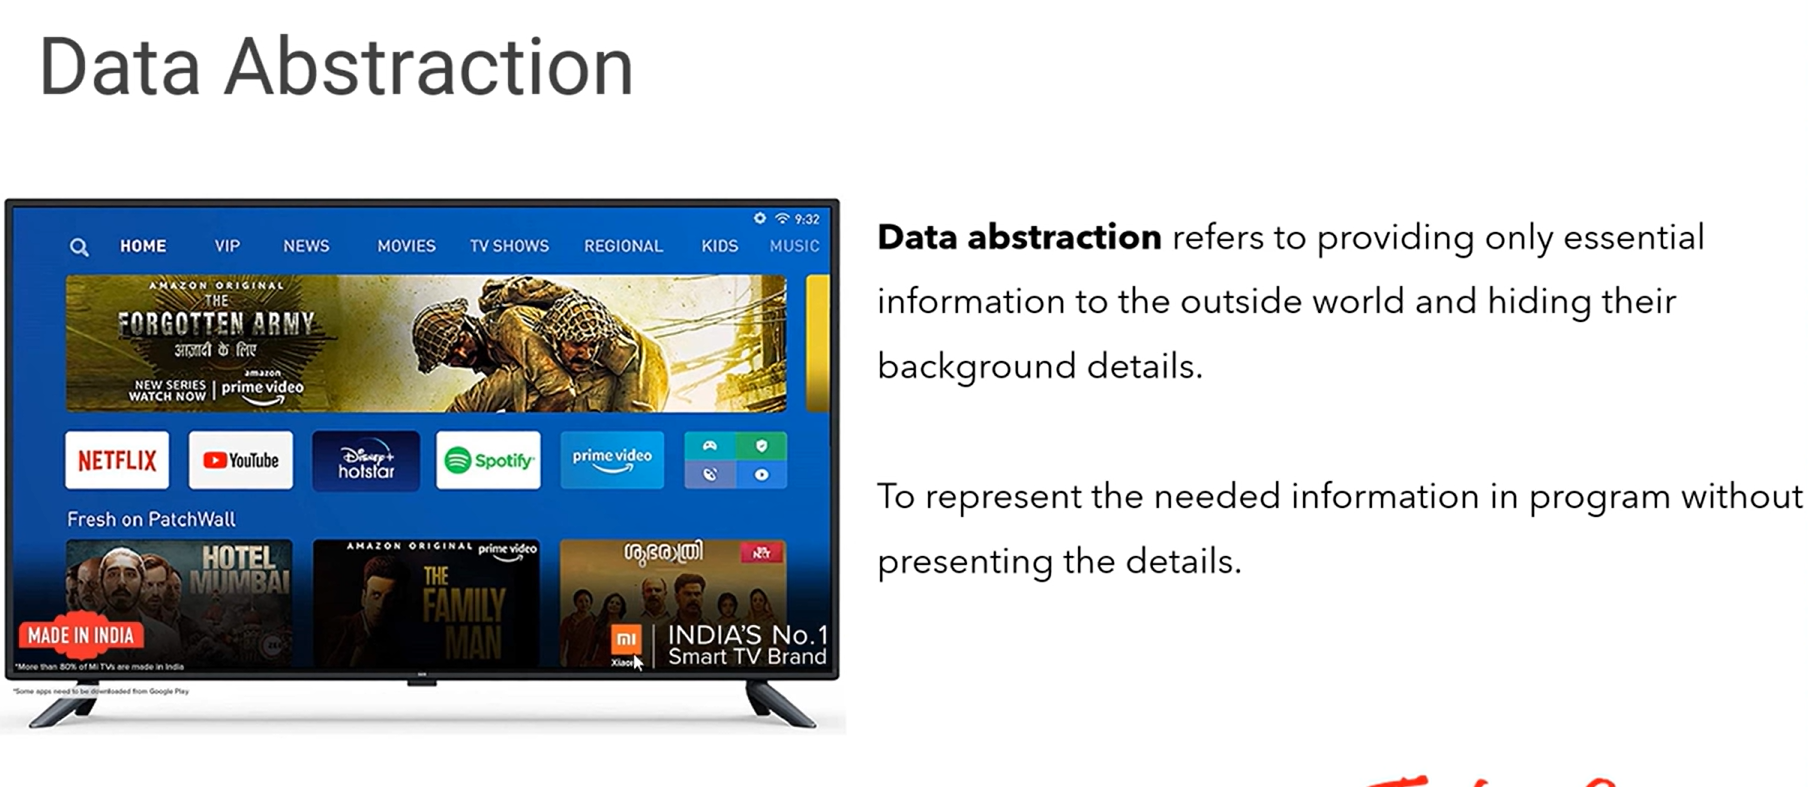 Data Abstraction
9:32
HOME VIP NEWS MOVIES TV SHOWS REGIONAL KIDS MUSIC
AMAZON ORIGINAL
THE
FORGOTTEN ARMY
आज़ादी के लिए
amazon
NEW SERIES
WATCH NOW
prime video
NETFLIX YouTube Disney+ hotstar Spotify prime video
Fresh on PatchWall
HOTEL
MUMBAI
AMAZON ORIGINAL prime video
THE
FAMILY
MAN
ശുഭരാത്രി
MADE IN INDIA
*More than 80% of Mi TVs are made in India
mi
INDIA'S No.1
Smart TV Brand
*Some apps need to be downloaded from Google Play
Data abstraction refers to providing only essential
information to the outside world and hiding their
background details.
To represent the needed information in program without
presenting the details.